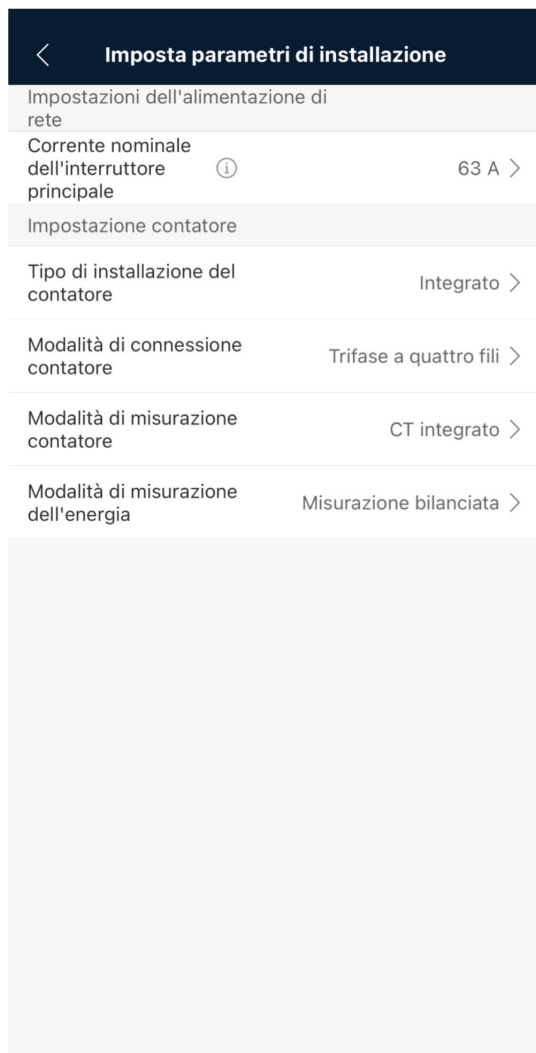 Imposta parametri di installazione
Impostazioni dell'alimentazione di
rete
Corrente nominale
dell'interruttore
principale
63 A
Impostazione contatore
Tipo di installazione del
contatore
Integrato
Modalità di connessione
contatore
Trifase a quattro fili
Modalità di misurazione
contatore
CT integrato
Modalità di misurazione
dell'energia
Misurazione bilanciata